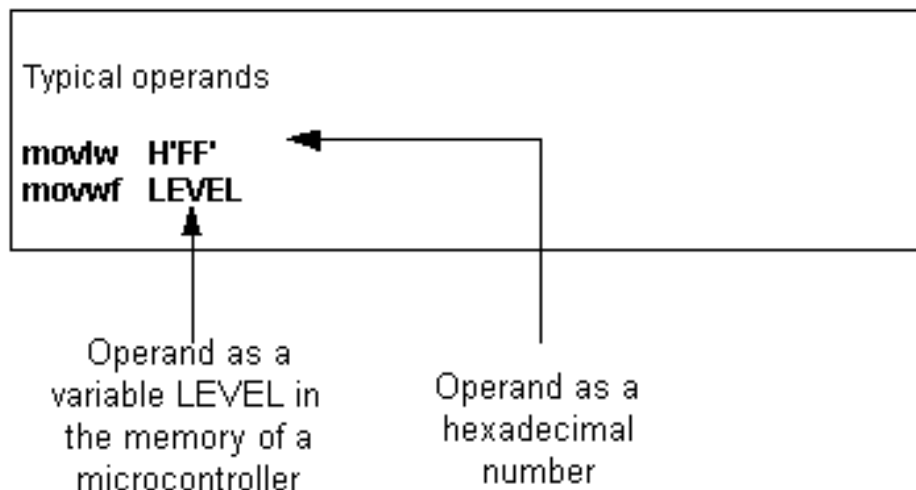 Typical operands
movlw H'FF'
movwf LEVEL
Operand as a
variable LEVEL in
the memory of a
microcontroller
Operand as a
hexadecimal
number